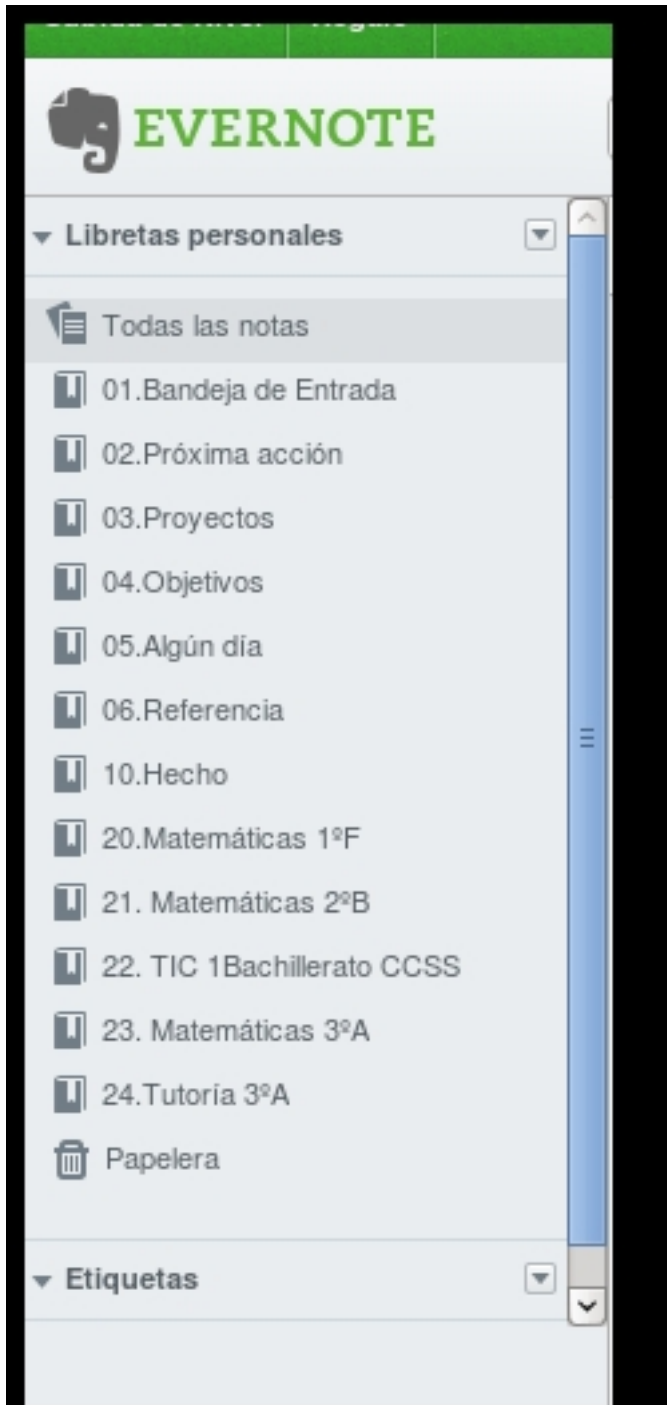 EVERNOTE
Libretas personales
Todas las notas
01.Bandeja de Entrada
02.Próxima acción
03.Proyectos
04.Objetivos
05.Algún día
06.Referencia
10.Hecho
20.Matemáticas 1ºF
21. Matemáticas 2ºB
22. TIC 1Bachillerato CCSS
23. Matemáticas 3ºA
24.Tutoría 3ºA
Papelera
Etiquetas